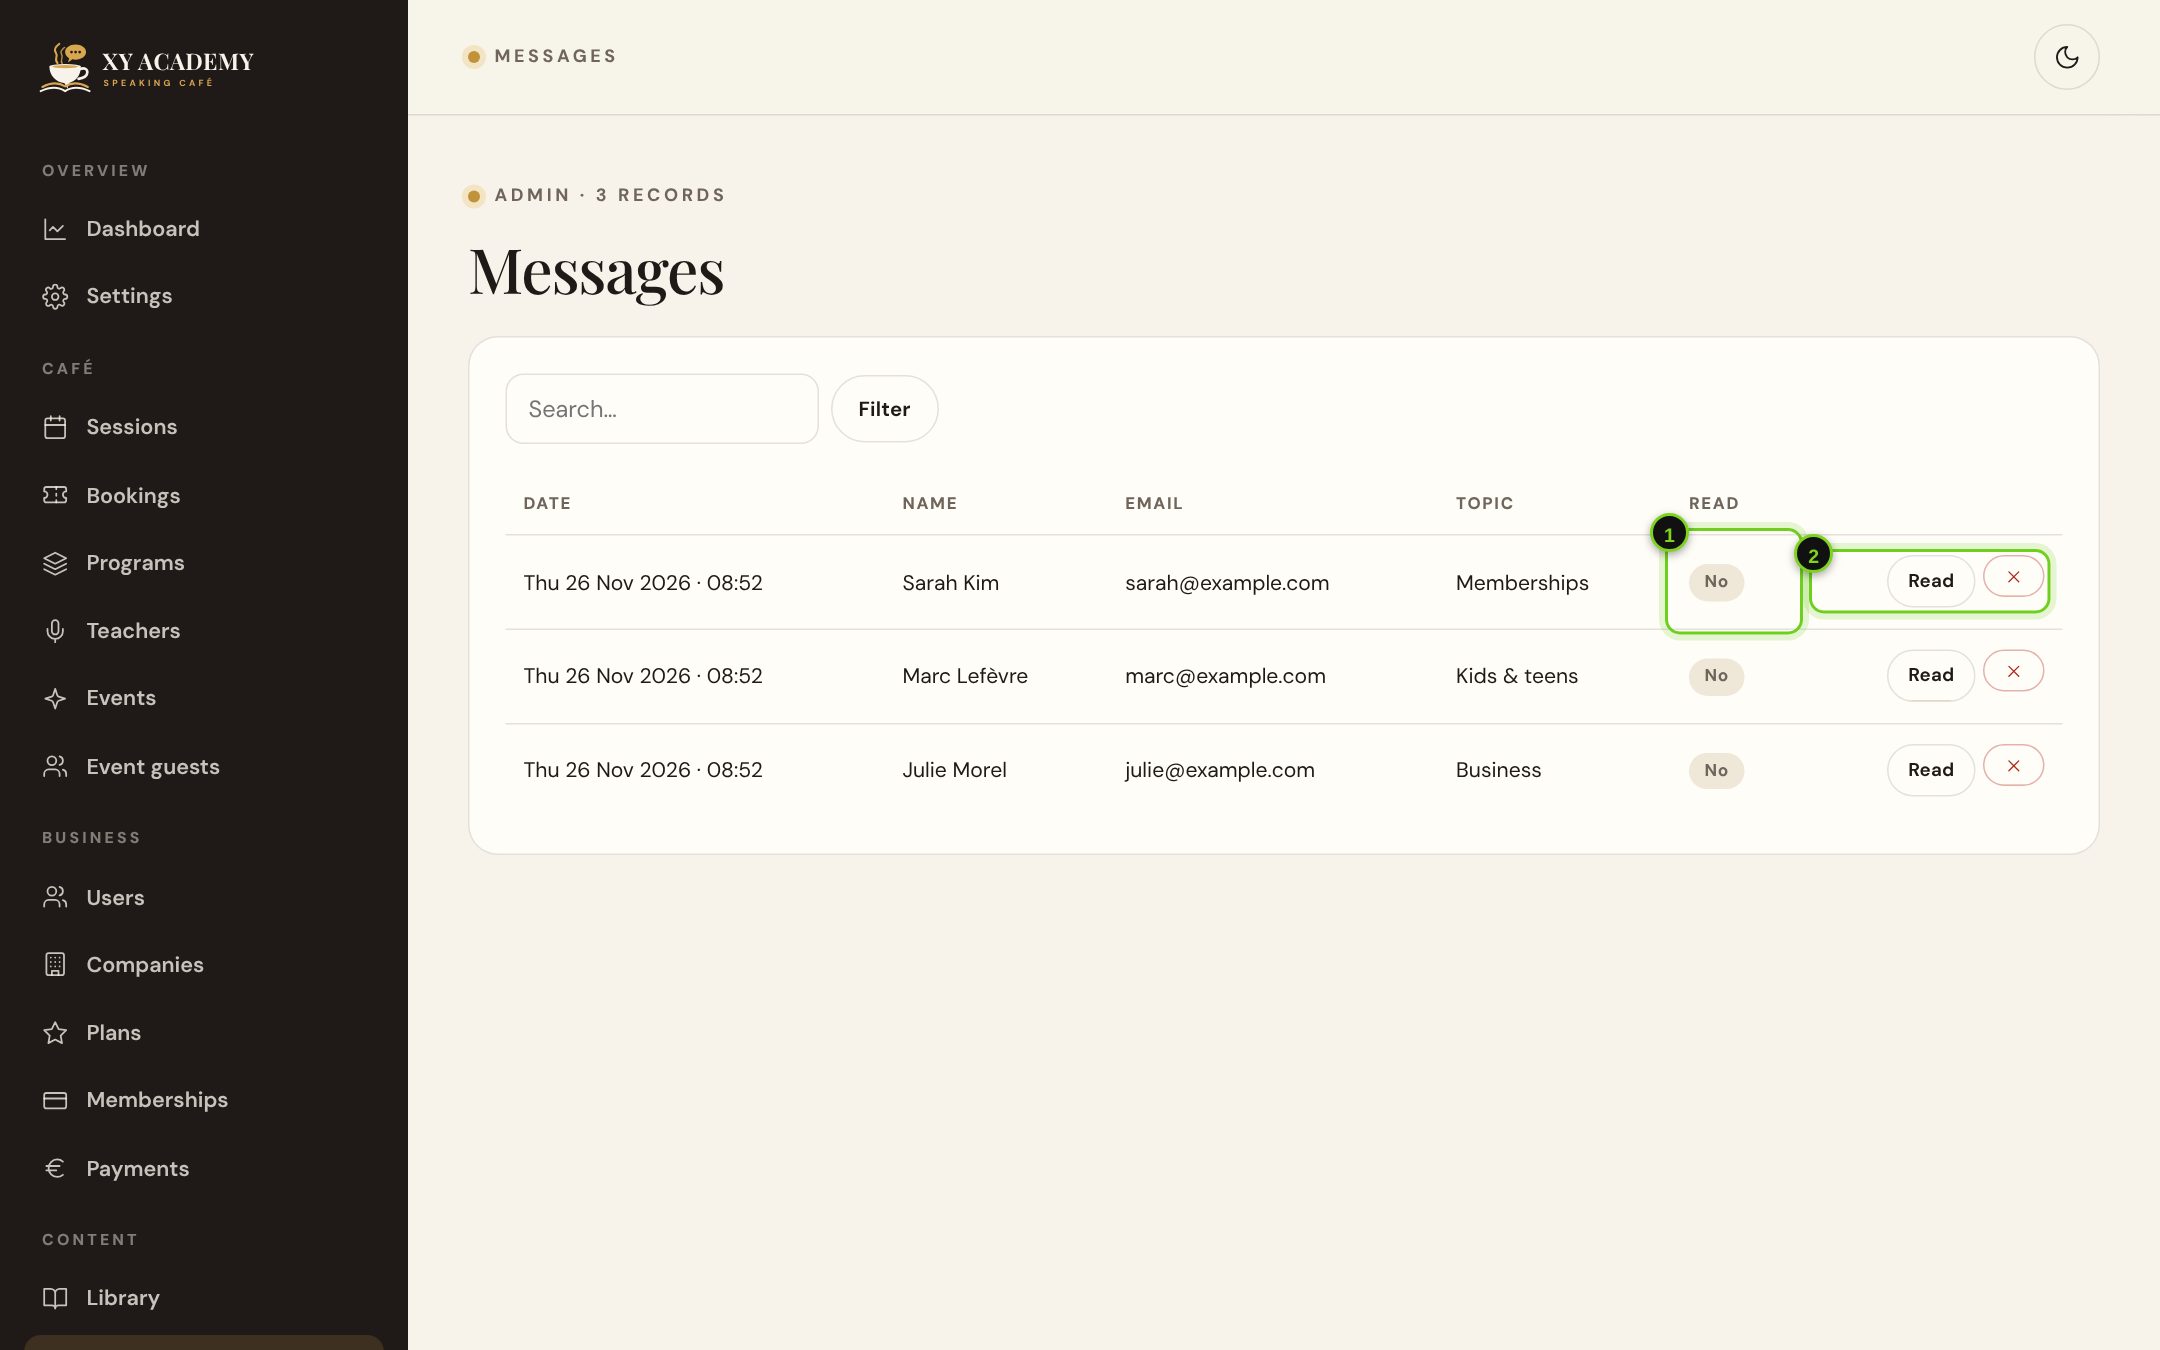 XY ACADEMY
SPEAKING CAFÉ
OVERVIEW
Dashboard
Settings
CAFÉ
Sessions
Bookings
Programs
Teachers
Events
Event guests
BUSINESS
Users
Companies
Plans
Memberships
Payments
CONTENT
Library
MESSAGES
ADMIN · 3 RECORDS
Messages
Search...
Filter
DATE NAME EMAIL TOPIC READ
1
2
Thu 26 Nov 2026 · 08:52 Sarah Kim sarah@example.com Memberships No Read
Thu 26 Nov 2026 · 08:52 Marc Lefèvre marc@example.com Kids & teens No Read
Thu 26 Nov 2026 · 08:52 Julie Morel julie@example.com Business No Read